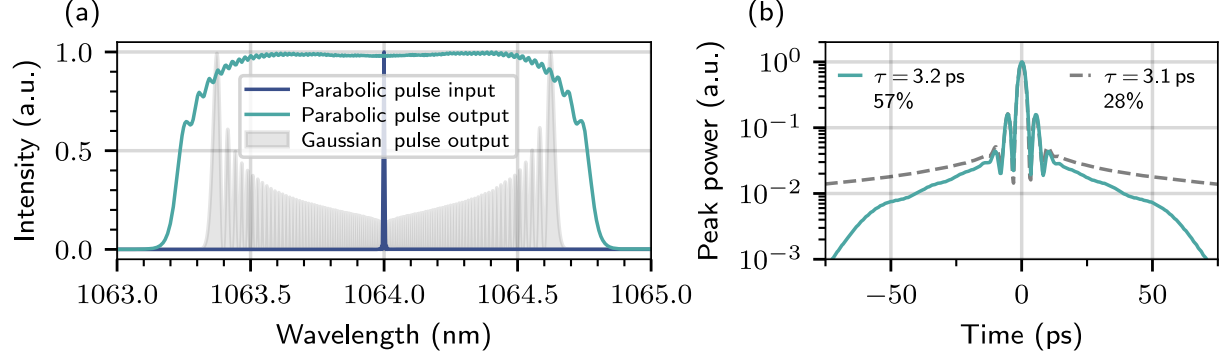 (a)
Intensity (a.u.)
1.0
0.5
0.0
Parabolic pulse input
Parabolic pulse output
Gaussian pulse output
1063.0 1063.5 1064.0 1064.5 1065.0
Wavelength (nm)
(b)
Peak power (a.u.)
10⁰
10⁻¹
10⁻²
10⁻³
τ = 3.2 ps
57%
τ = 3.1 ps
28%
−50 0 50
Time (ps)